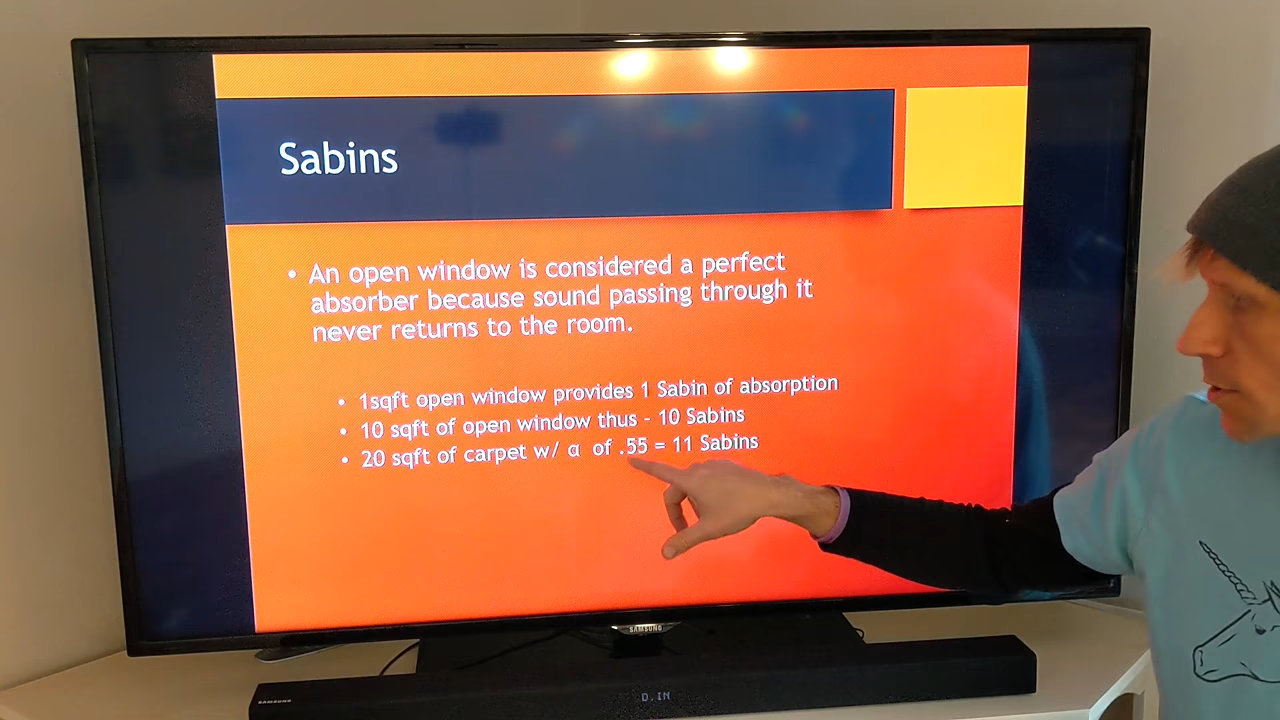 Sabins
• An open window is considered a perfect
absorber because sound passing through it
never returns to the room.
• 1sqft open window provides 1 Sabin of absorption
• 10 sqft of open window thus - 10 Sabins
• 20 sqft of carpet w/ α of .55 = 11 Sabins
SAMSUNG
SAMSUNG
D.IN